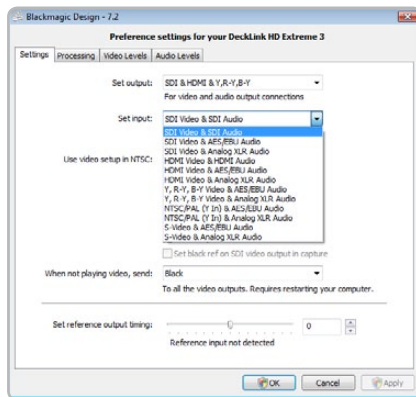 Blackmagic Design - 7.2
Preference settings for your DeckLink HD Extreme 3
Settings Processing Video Levels Audio Levels
Set output: SDI & HDMI & Y,R-Y,B-Y
For video and audio output connections
Set input: SDI Video & SDI Audio
SDI Video & SDI Audio
SDI Video & AES/EBU Audio
SDI Video & Analog XLR Audio
HDMI Video & HDMI Audio
HDMI Video & AES/EBU Audio
HDMI Video & Analog XLR Audio
Y, R-Y, B-Y Video & AES/EBU Audio
Y, R-Y, B-Y Video & Analog XLR Audio
NTSC/PAL (Y In) & AES/EBU Audio
NTSC/PAL (Y In) & Analog XLR Audio
S-Video & AES/EBU Audio
S-Video & Analog XLR Audio
Use video setup in NTSC:
Set black ref on SDI video output in capture
When not playing video, send: Black
To all the video outputs. Requires restarting your computer.
Set reference output timing: 0
Reference input not detected
OK Cancel Apply